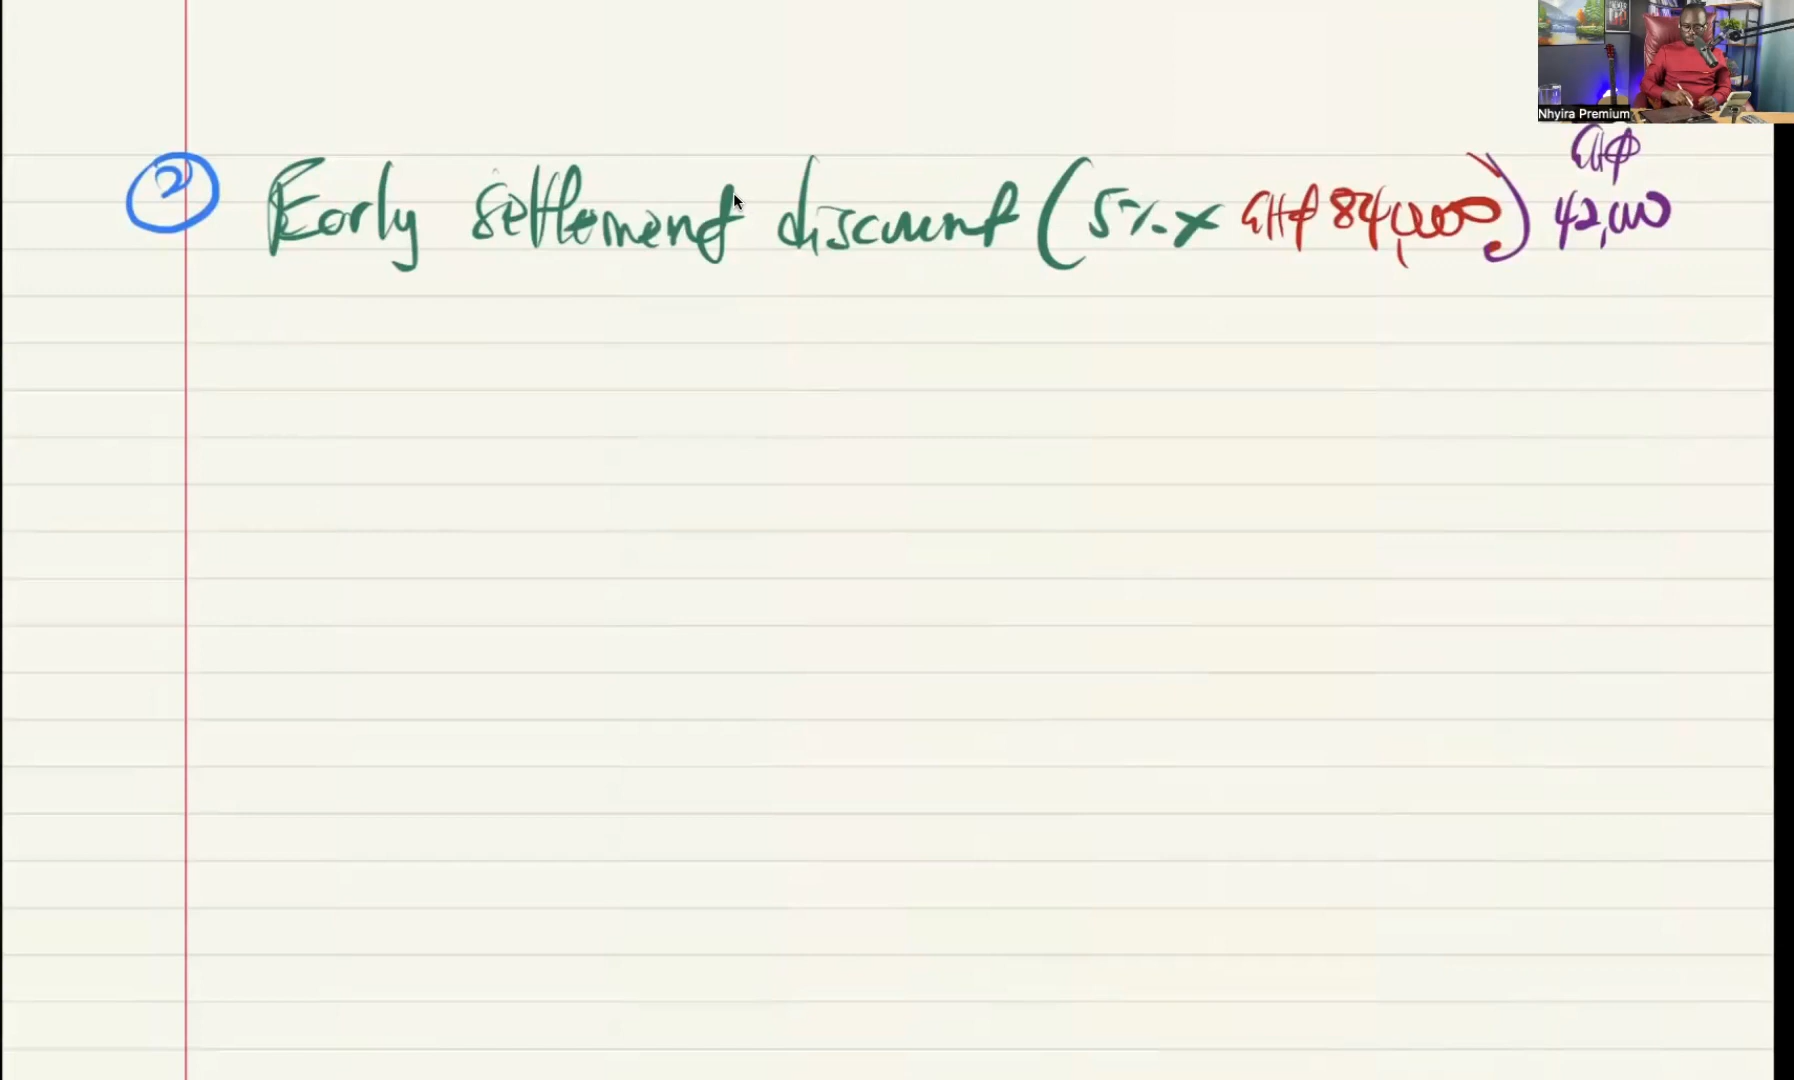 Nhyira Premium
GH₵
② Early settlement discount (5% x GH₵ 84,000) 42,000